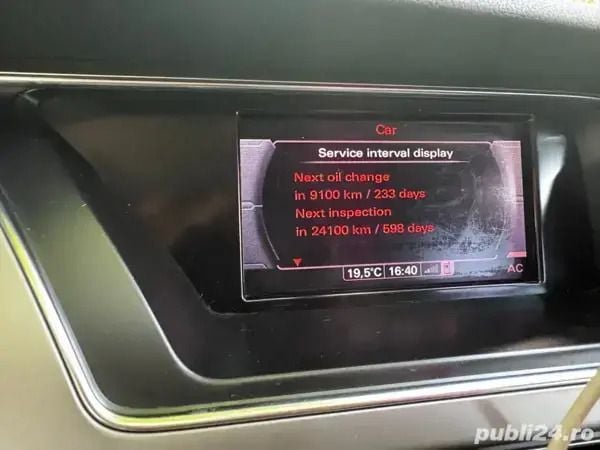 Car
Service interval display
Next oil change
in 9100 km / 233 days
Next inspection
in 24100 km / 598 days
19,5°C 16:40
AC
publi24.ro